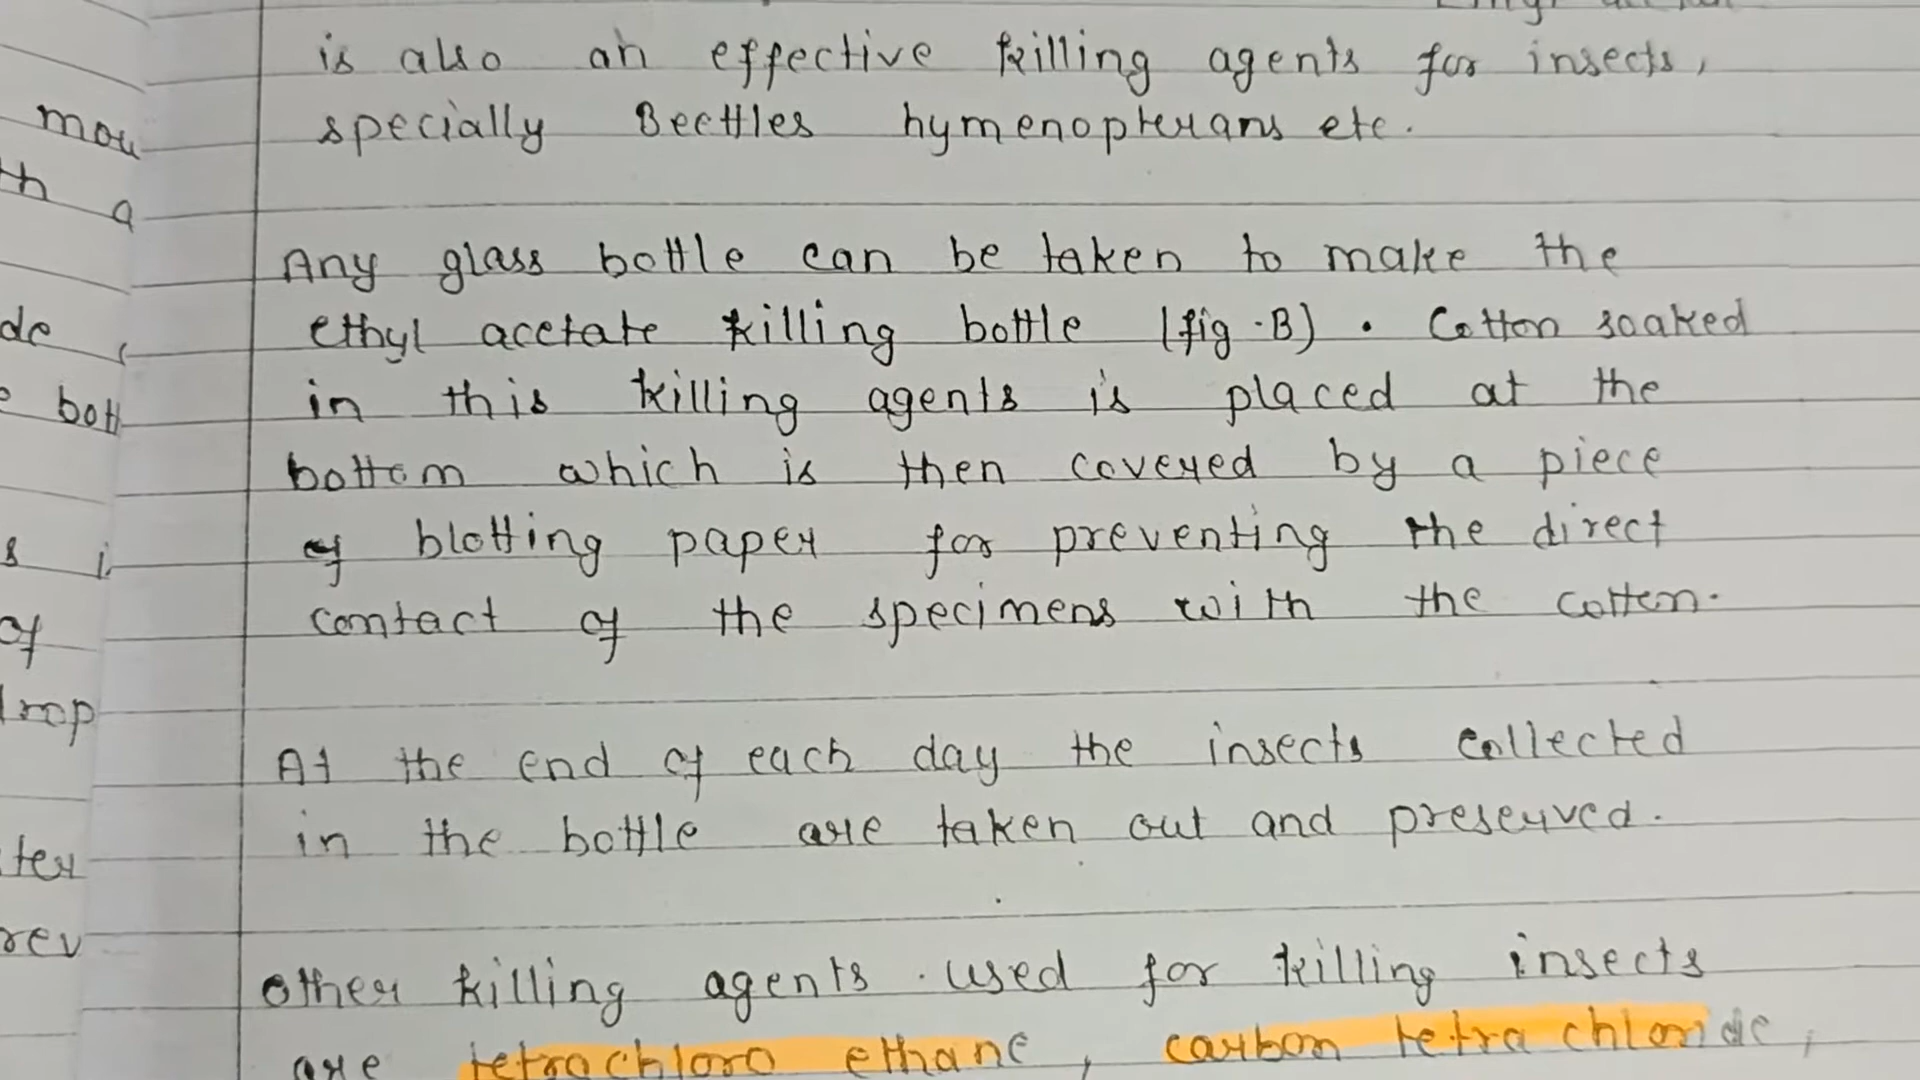 is also an effective killing agents for insects,
specially Beettles hymenopterans etc.
Any glass bottle can be taken to make the
ethyl acetate killing bottle (fig.B). Cotton soaked
in this killing agents is placed at the
bottom which is then covered by a piece
of blotting paper for preventing the direct
contact of the specimens with the cotten.
At the end of each day the insects collected
in the bottle are taken out and preserved.
other killing agents used for killing insects
are tetrachloro ethane, carbon tetra chloride,